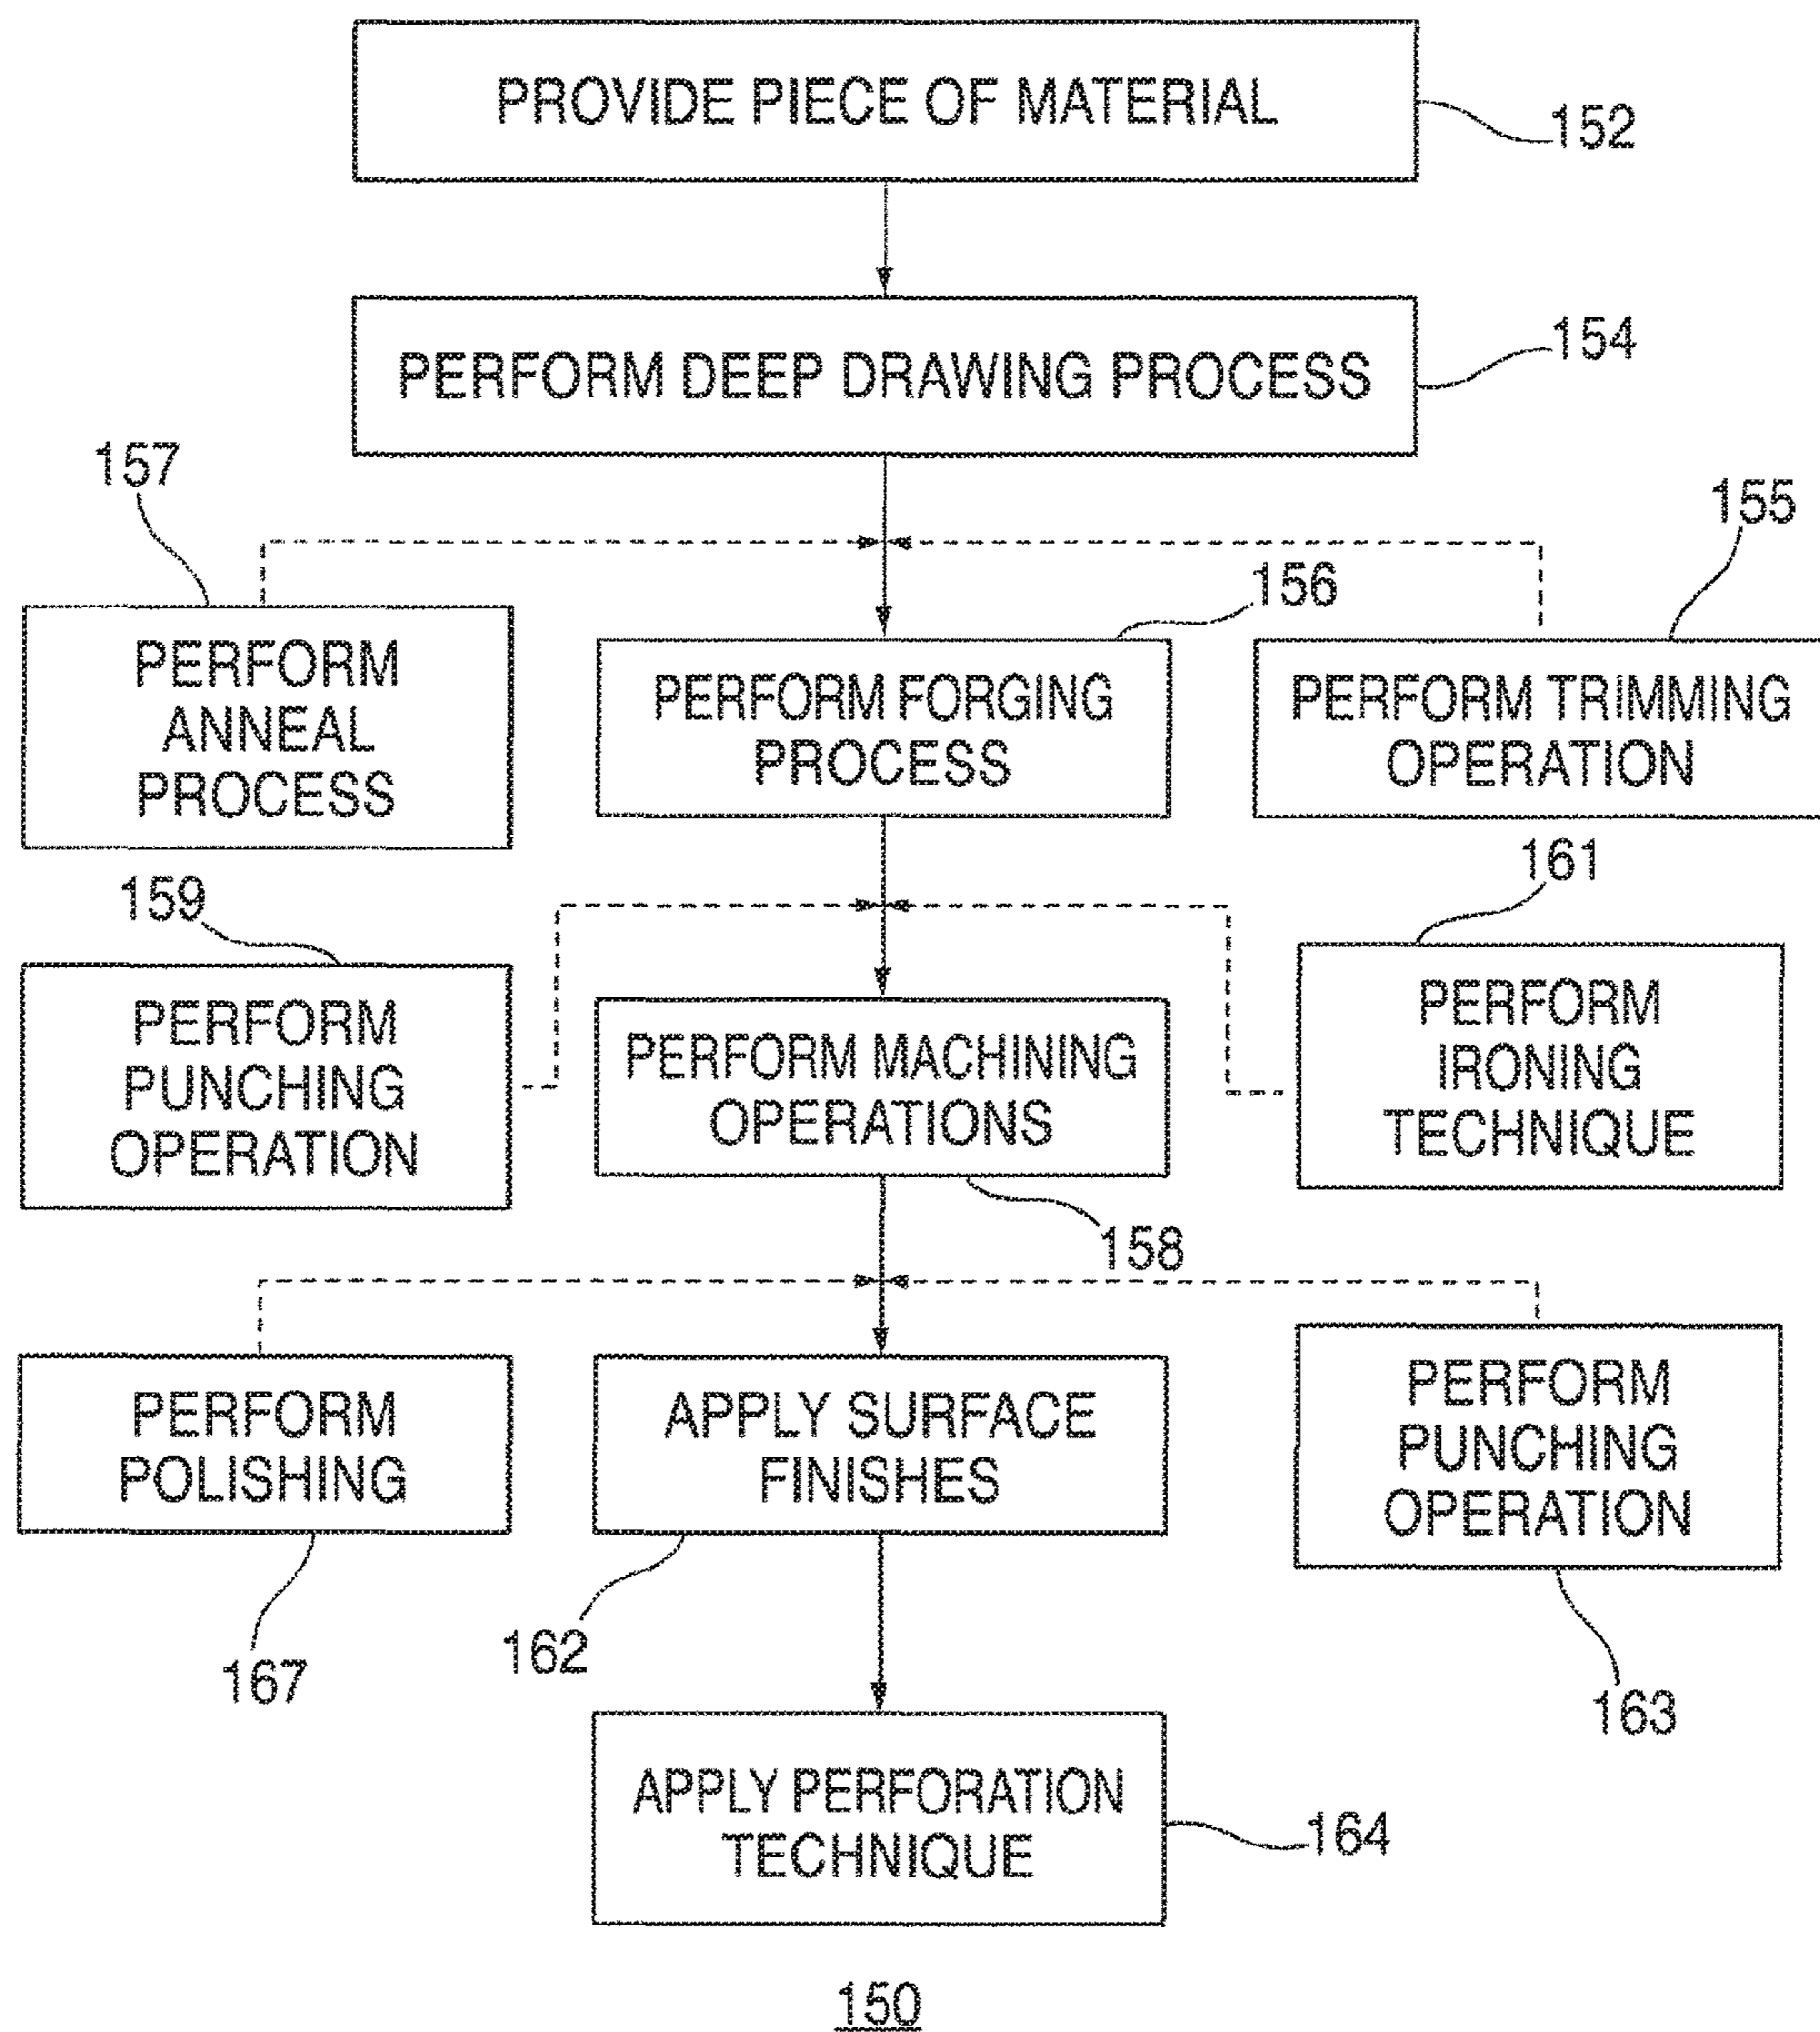 PROVIDE PIECE OF MATERIAL
152
PERFORM DEEP DRAWING PROCESS
154
157
155
156
PERFORM
ANNEAL
PROCESS
PERFORM FORGING
PROCESS
PERFORM TRIMMING
OPERATION
159
161
PERFORM
PUNCHING
OPERATION
PERFORM MACHINING
OPERATIONS
PERFORM
IRONING
TECHNIQUE
158
PERFORM
POLISHING
APPLY SURFACE
FINISHES
PERFORM
PUNCHING
OPERATION
167
162
163
APPLY PERFORATION
TECHNIQUE
164
150